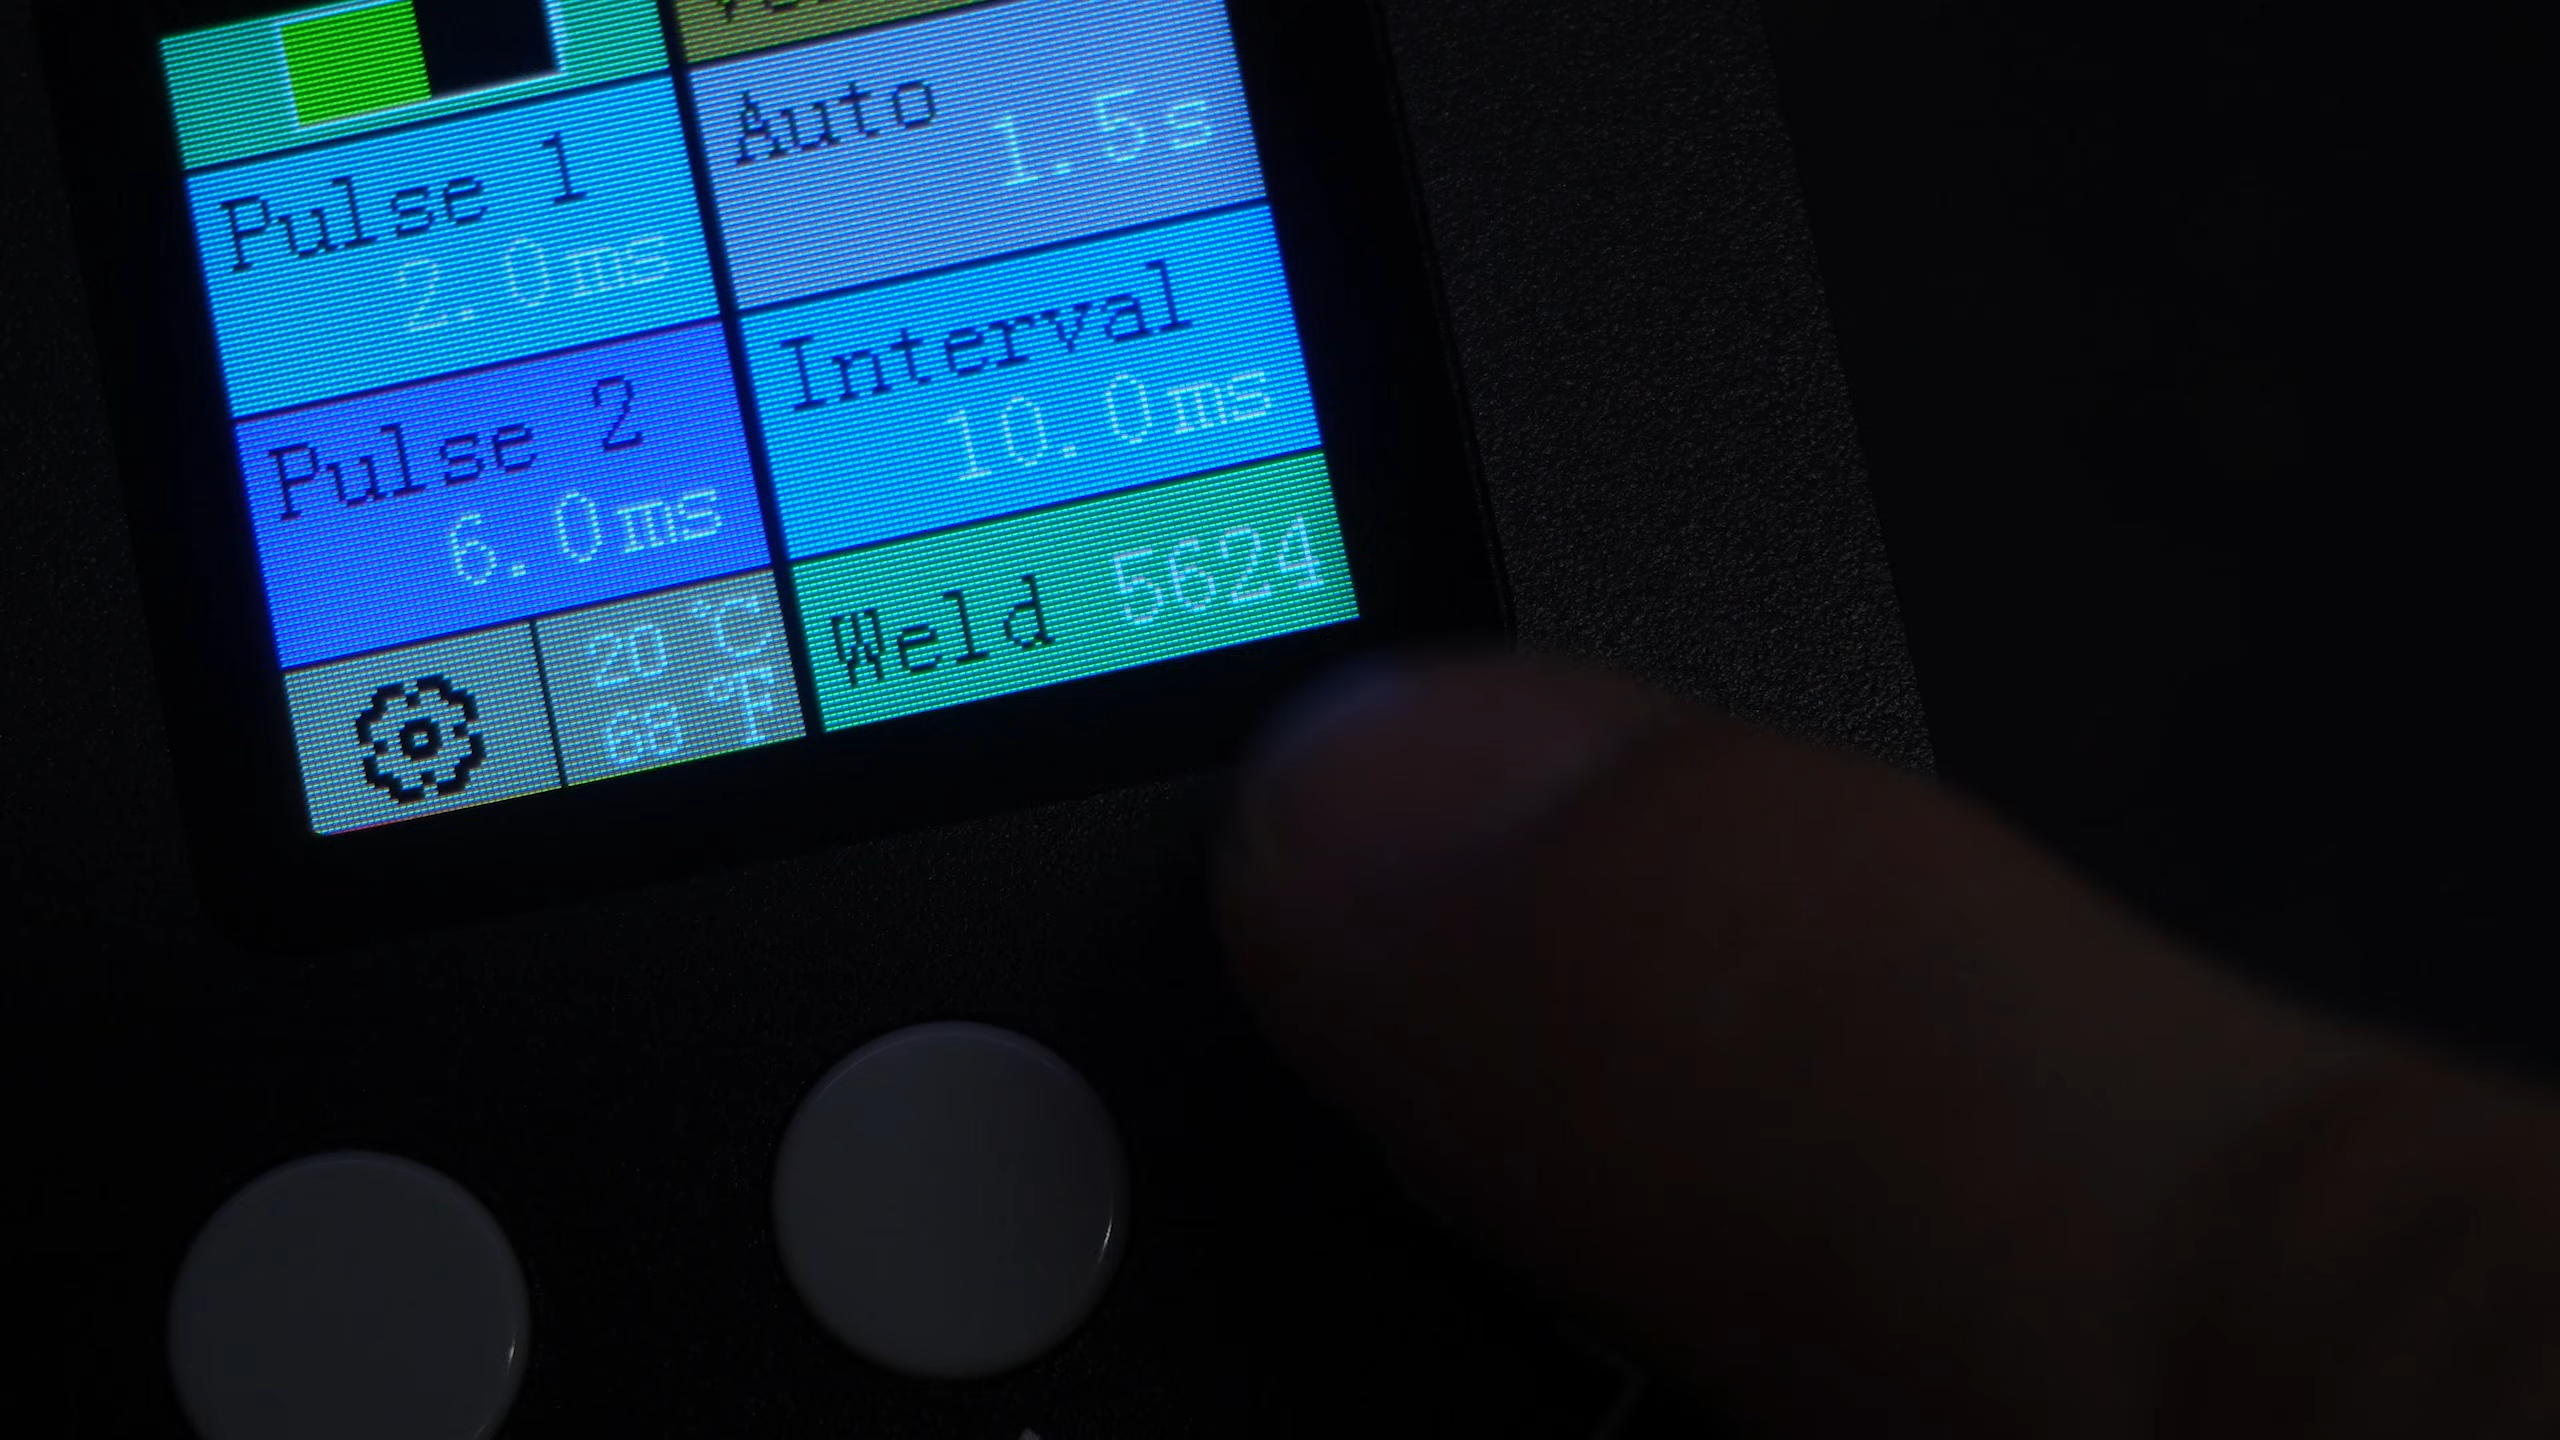 Auto
1.5s
Pulse 1
2.0ms
Interval
10.0ms
Pulse 2
6.0ms
20 °C
68 °F
Weld 5624